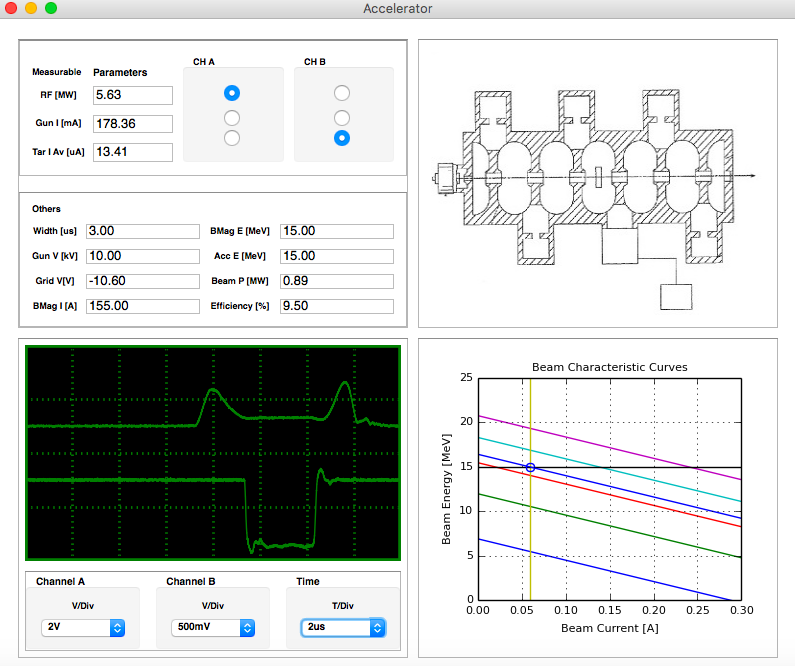 Accelerator
CH A CH B
Measurable Parameters
RF [MW] 5.63
Gun I [mA] 178.36
Tar I Av [uA] 13.41
Others
Width [us] 3.00 BMag E [MeV] 15.00
Gun V [kV] 10.00 Acc E [MeV] 15.00
Grid V[V] -10.60 Beam P [MW] 0.89
BMag I [A] 155.00 Efficiency [%] 9.50
Channel A Channel B Time
V/Div V/Div T/Div
2V 500mV 2us
Beam Characteristic Curves
25
20
15
10
5
0
Beam Energy [MeV]
0.00 0.05 0.10 0.15 0.20 0.25 0.30
Beam Current [A]